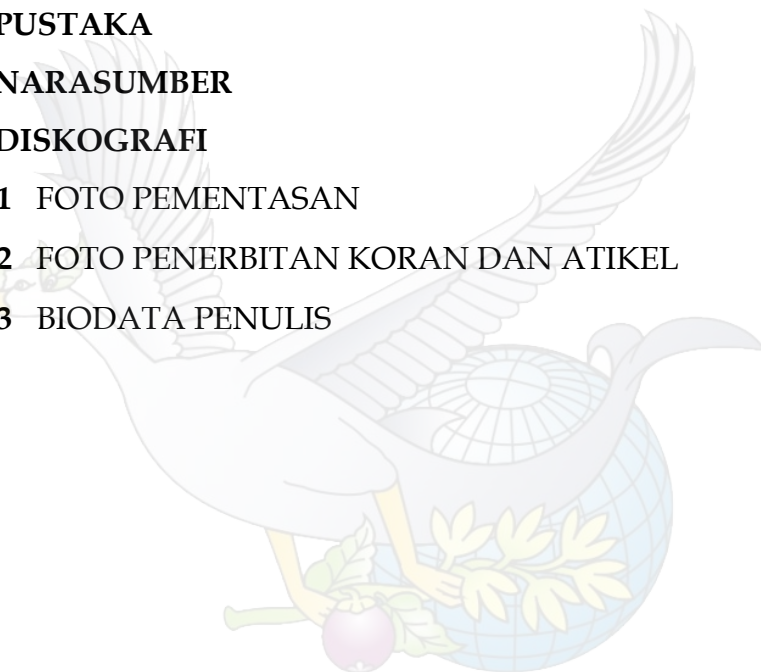 PUSTAKA
NARASUMBER
DISKOGRAFI
1 FOTO PEMENTASAN
2 FOTO PENERBITAN KORAN DAN ATIKEL
3 BIODATA PENULIS